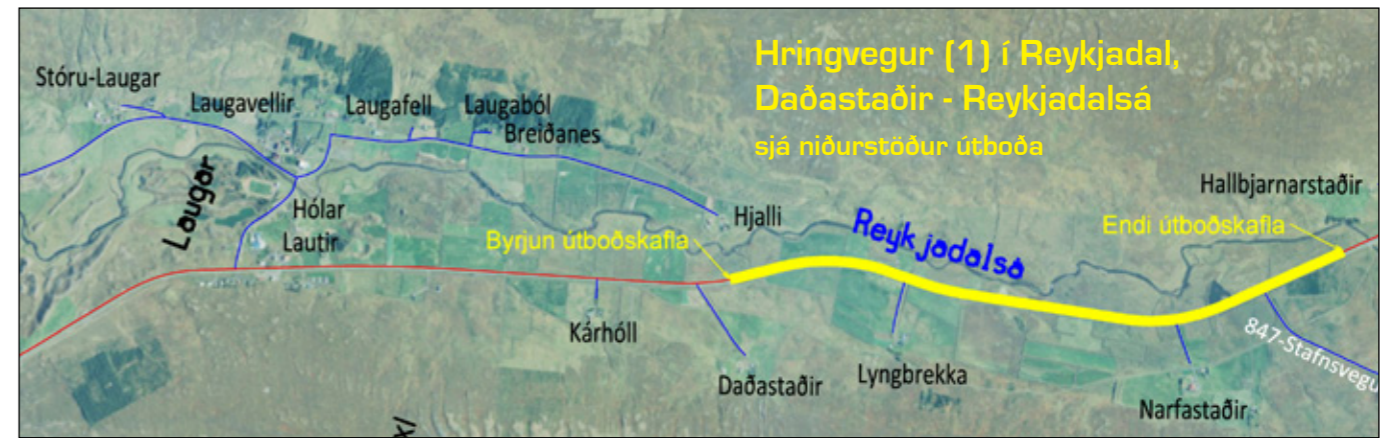 Hringvegur (1) í Reykjadal,
Daðastaðir - Reykjadalsá
sjá niðurstöður útboða
Stóru-Laugar
Laugavellir
Laugafell
Laugaból
Breiðanes
Laugar
Hólar
Lautir
Byrjun útboðskafla
Hjalli
Reykjadalsá
Hallbjarnarstaðir
Endi útboðskafla
Kárhóll
Daðastaðir
Lyngbrekka
Narfastaðir
847-Stafnsvegu